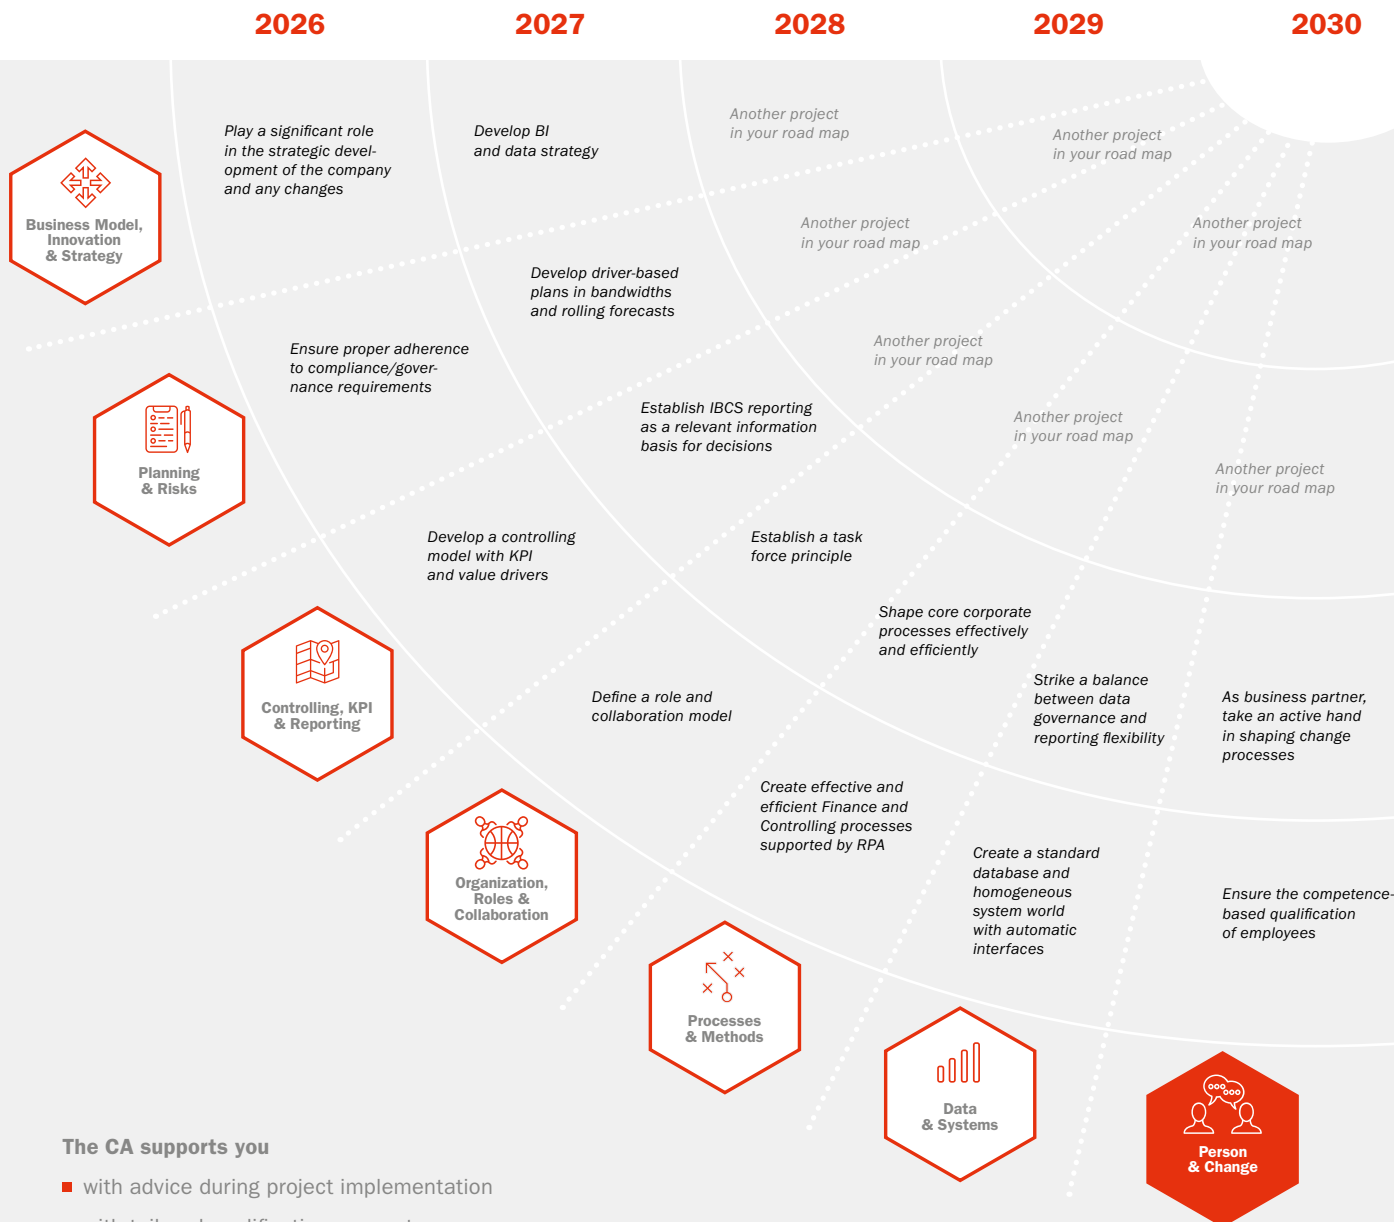 2026
2027
2028
2029
2030
Play a significant role
in the strategic devel-
opment of the company
and any changes
Develop BI
and data strategy
Another project
in your road map
Another project
in your road map
Business Model,
Innovation
& Strategy
Another project
in your road map
Another project
in your road map
Develop driver-based
plans in bandwidths
and rolling forecasts
Ensure proper adherence
to compliance/gover-
nance requirements
Another project
in your road map
Planning
& Risks
Establish IBCS reporting
as a relevant information
basis for decisions
Another project
in your road map
Another project
in your road map
Develop a controlling
model with KPI
and value drivers
Establish a task
force principle
Shape core corporate
processes effectively
and efficiently
Controlling, KPI
& Reporting
Define a role and
collaboration model
Strike a balance
between data
governance and
reporting flexibility
As business partner,
take an active hand
in shaping change
processes
Create effective and
efficient Finance and
Controlling processes
supported by RPA
Organization,
Roles &
Collaboration
Create a standard
database and
homogeneous
system world
with automatic
interfaces
Ensure the competence-
based qualification
of employees
Processes
& Methods
Data
& Systems
Person
& Change
The CA supports you
with advice during project implementation